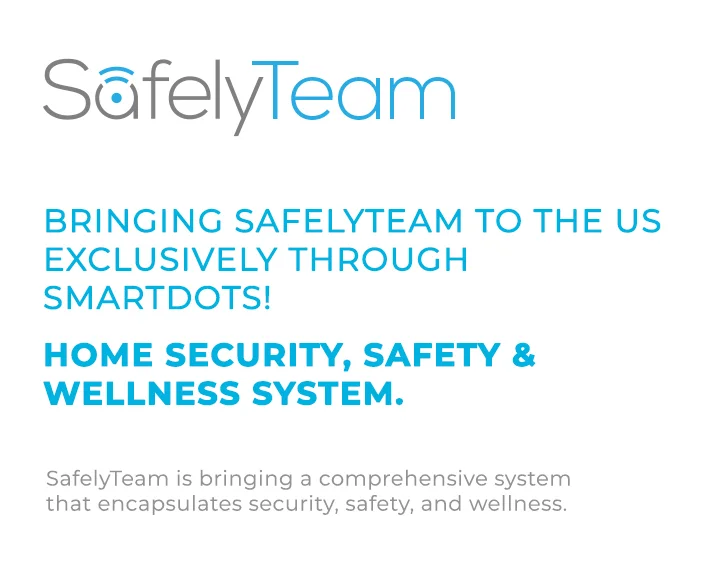 SafelyTeam
BRINGING SAFELYTEAM TO THE US
EXCLUSIVELY THROUGH
SMARTDOTS!
HOME SECURITY, SAFETY &
WELLNESS SYSTEM.
SafelyTeam is bringing a comprehensive system
that encapsulates security, safety, and wellness.